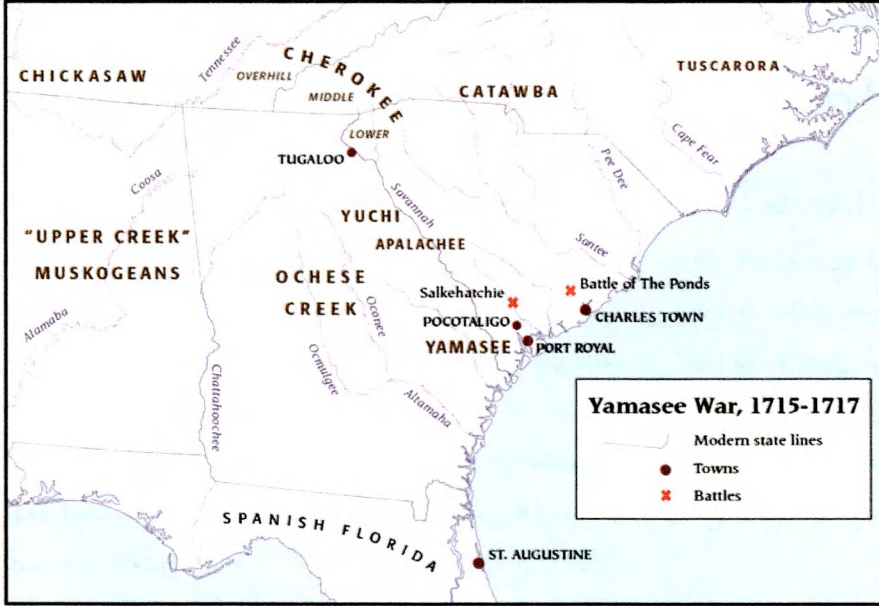 CHEROKEE
CHICKASAW
Tennessee
OVERHILL
MIDDLE
LOWER
CATAWBA
TUSCARORA
Cape Fear
Pee Dee
TUGALOO
Coosa
Savannah
YUCHI
APALACHEE
Santee
"UPPER CREEK"
MUSKOGEANS
OCHESE
CREEK
Oconee
Salkehatchie
Battle of The Ponds
CHARLES TOWN
POCOTALIGO
YAMASEE
PORT ROYAL
Alamaba
Chattahoochee
Ocmulgee
Altamaha
Yamasee War, 1715-1717
Modern state lines
Towns
Battles
SPANISH FLORIDA
ST. AUGUSTINE